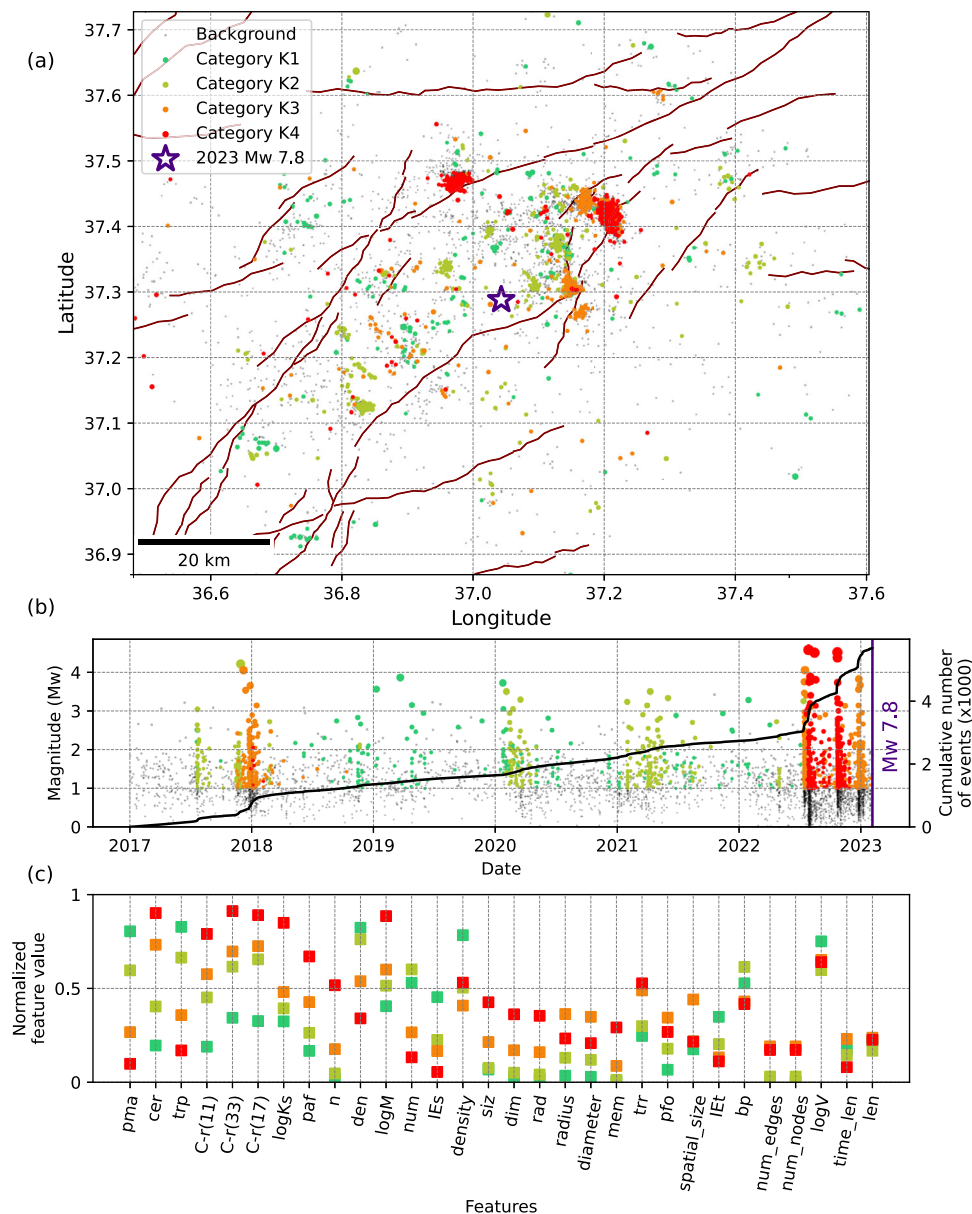 (a)
37.7
37.6
37.5
37.4
37.3
37.2
37.1
37.0
36.9
Latitude
Background
Category K1
Category K2
Category K3
Category K4
2023 Mw 7.8
20 km
36.6
36.8
37.0
37.2
37.4
37.6
Longitude
(b)
Magnitude (Mw)
4
3
2
1
0
2017
2018
2019
2020
2021
2022
2023
Date
Mw 7.8
4
2
0
Cumulative number
of events (x1000)
(c)
Normalized
feature value
1
0.5
0
pma
cer
trp
C-r(11)
C-r(33)
C-r(17)
logKs
paf
n
den
logM
num
IEs
density
siz
dim
rad
radius
diameter
mem
trr
pfo
spatial_size
IEt
bp
num_edges
num_nodes
logV
time_len
len
Features